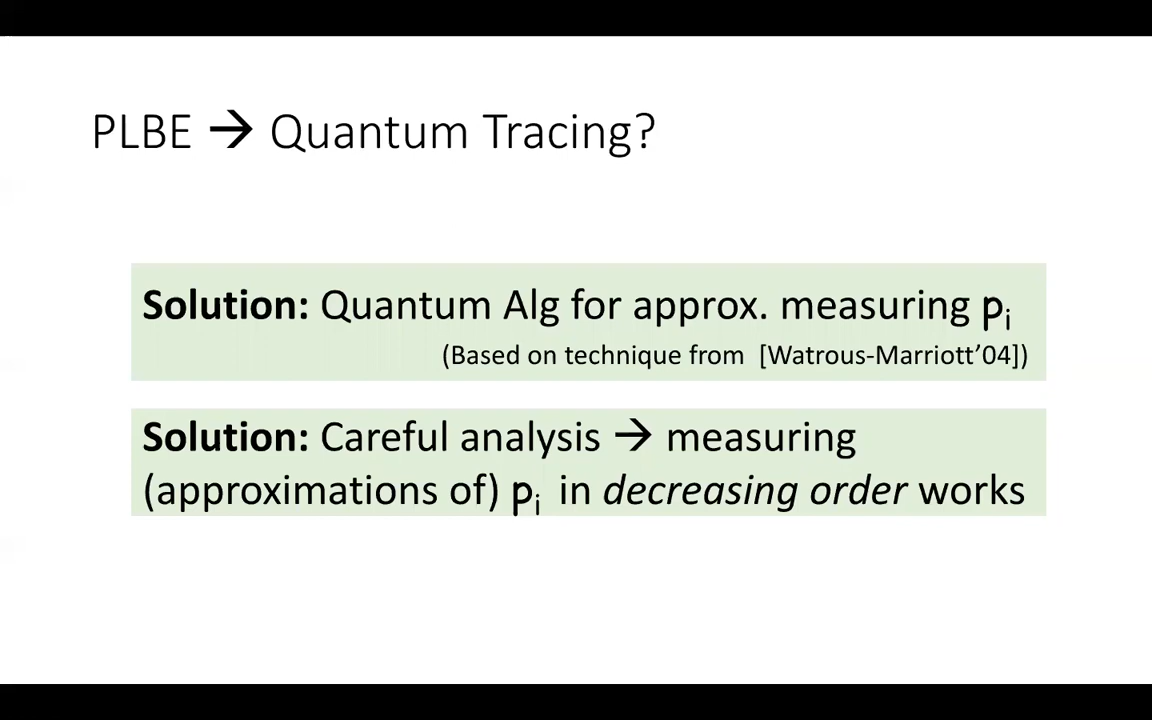 PLBE → Quantum Tracing?
Solution: Quantum Alg for approx. measuring pᵢ
(Based on technique from [Watrous-Marriott’04])
Solution: Careful analysis → measuring
(approximations of) pᵢ in decreasing order works